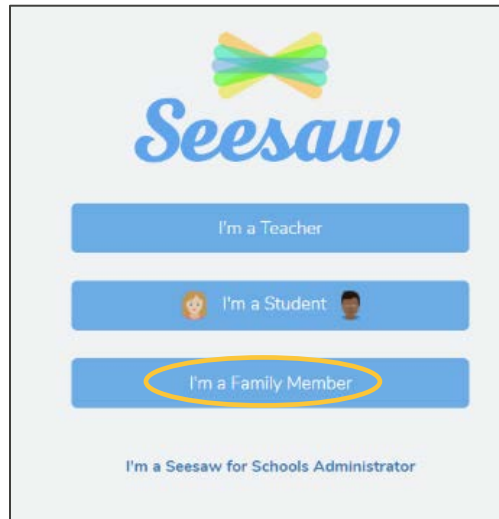 Seesaw
I'm a Teacher
I'm a Student
I'm a Family Member
I'm a Seesaw for Schools Administrator